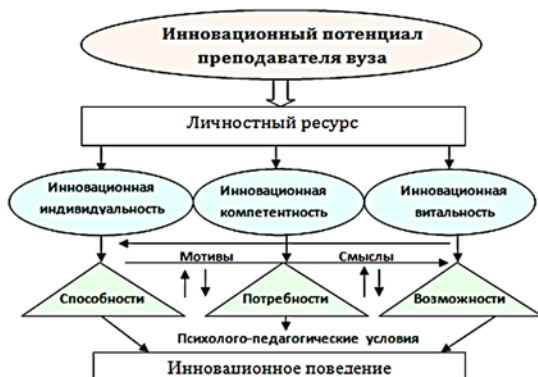 Инновационный потенциал
преподавателя вуза
Личностный ресурс
Инновационная
индивидуальность
Инновационная
компетентность
Инновационная
витальность
Мотивы
Смыслы
Способности
Потребности
Возможности
Психолого-педагогические условия
Инновационное поведение